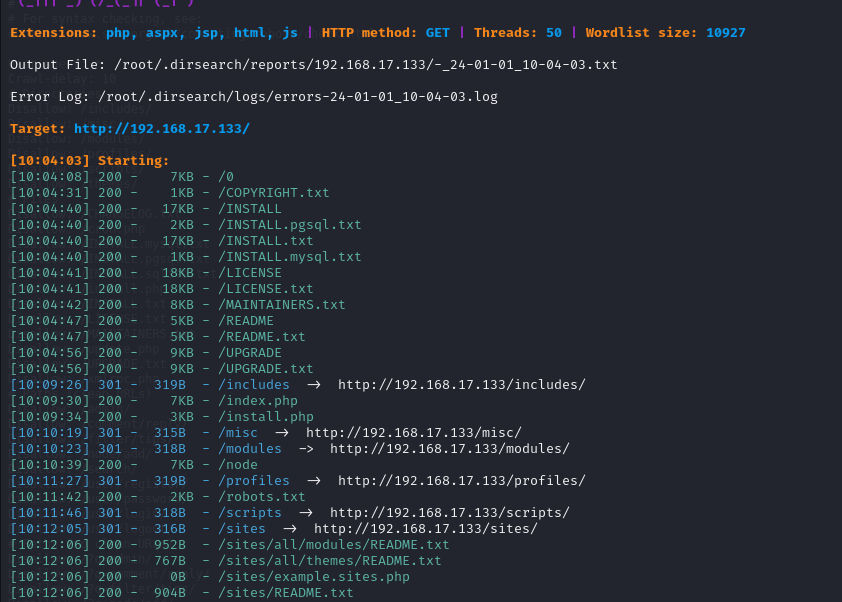 Extensions: php, aspx, jsp, html, js | HTTP method: GET | Threads: 50 | Wordlist size: 10927
Output File: /root/.dirsearch/reports/192.168.17.133/-_24-01-01_10-04-03.txt
Error Log: /root/.dirsearch/logs/errors-24-01-01_10-04-03.log
Target: http://192.168.17.133/
[10:04:03] Starting:
[10:04:08] 200 -    7KB - /0
[10:04:31] 200 -    1KB - /COPYRIGHT.txt
[10:04:40] 200 -   17KB - /INSTALL
[10:04:40] 200 -    2KB - /INSTALL.pgsql.txt
[10:04:40] 200 -   17KB - /INSTALL.txt
[10:04:40] 200 -    1KB - /INSTALL.mysql.txt
[10:04:41] 200 -   18KB - /LICENSE
[10:04:41] 200 -   18KB - /LICENSE.txt
[10:04:42] 200 -    8KB - /MAINTAINERS.txt
[10:04:47] 200 -    5KB - /README
[10:04:47] 200 -    5KB - /README.txt
[10:04:56] 200 -    9KB - /UPGRADE
[10:04:56] 200 -    9KB - /UPGRADE.txt
[10:09:26] 301 -  319B  - /includes  ->  http://192.168.17.133/includes/
[10:09:30] 200 -    7KB - /index.php
[10:09:34] 200 -    3KB - /install.php
[10:10:19] 301 -  315B  - /misc  ->  http://192.168.17.133/misc/
[10:10:23] 301 -  318B  - /modules  ->  http://192.168.17.133/modules/
[10:10:39] 200 -    7KB - /node
[10:11:27] 301 -  319B  - /profiles  ->  http://192.168.17.133/profiles/
[10:11:42] 200 -    2KB - /robots.txt
[10:11:46] 301 -  318B  - /scripts  ->  http://192.168.17.133/scripts/
[10:12:05] 301 -  316B  - /sites  ->  http://192.168.17.133/sites/
[10:12:06] 200 -  952B  - /sites/all/modules/README.txt
[10:12:06] 200 -  767B  - /sites/all/themes/README.txt
[10:12:06] 200 -    0B  - /sites/example.sites.php
[10:12:06] 200 -  904B  - /sites/README.txt